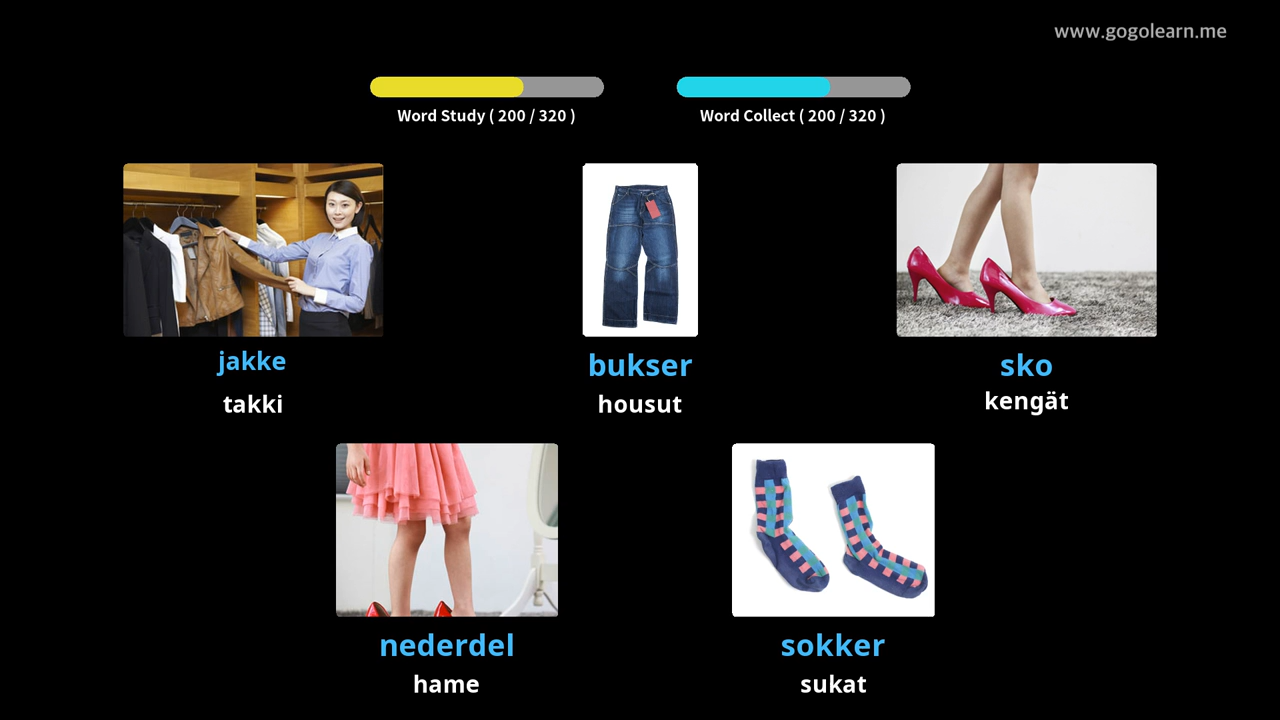 www.gogolearn.me
Word Study ( 200 / 320 )
Word Collect ( 200 / 320 )
jakke
takki
bukser
housut
sko
kengät
nederdel
hame
sokker
sukat